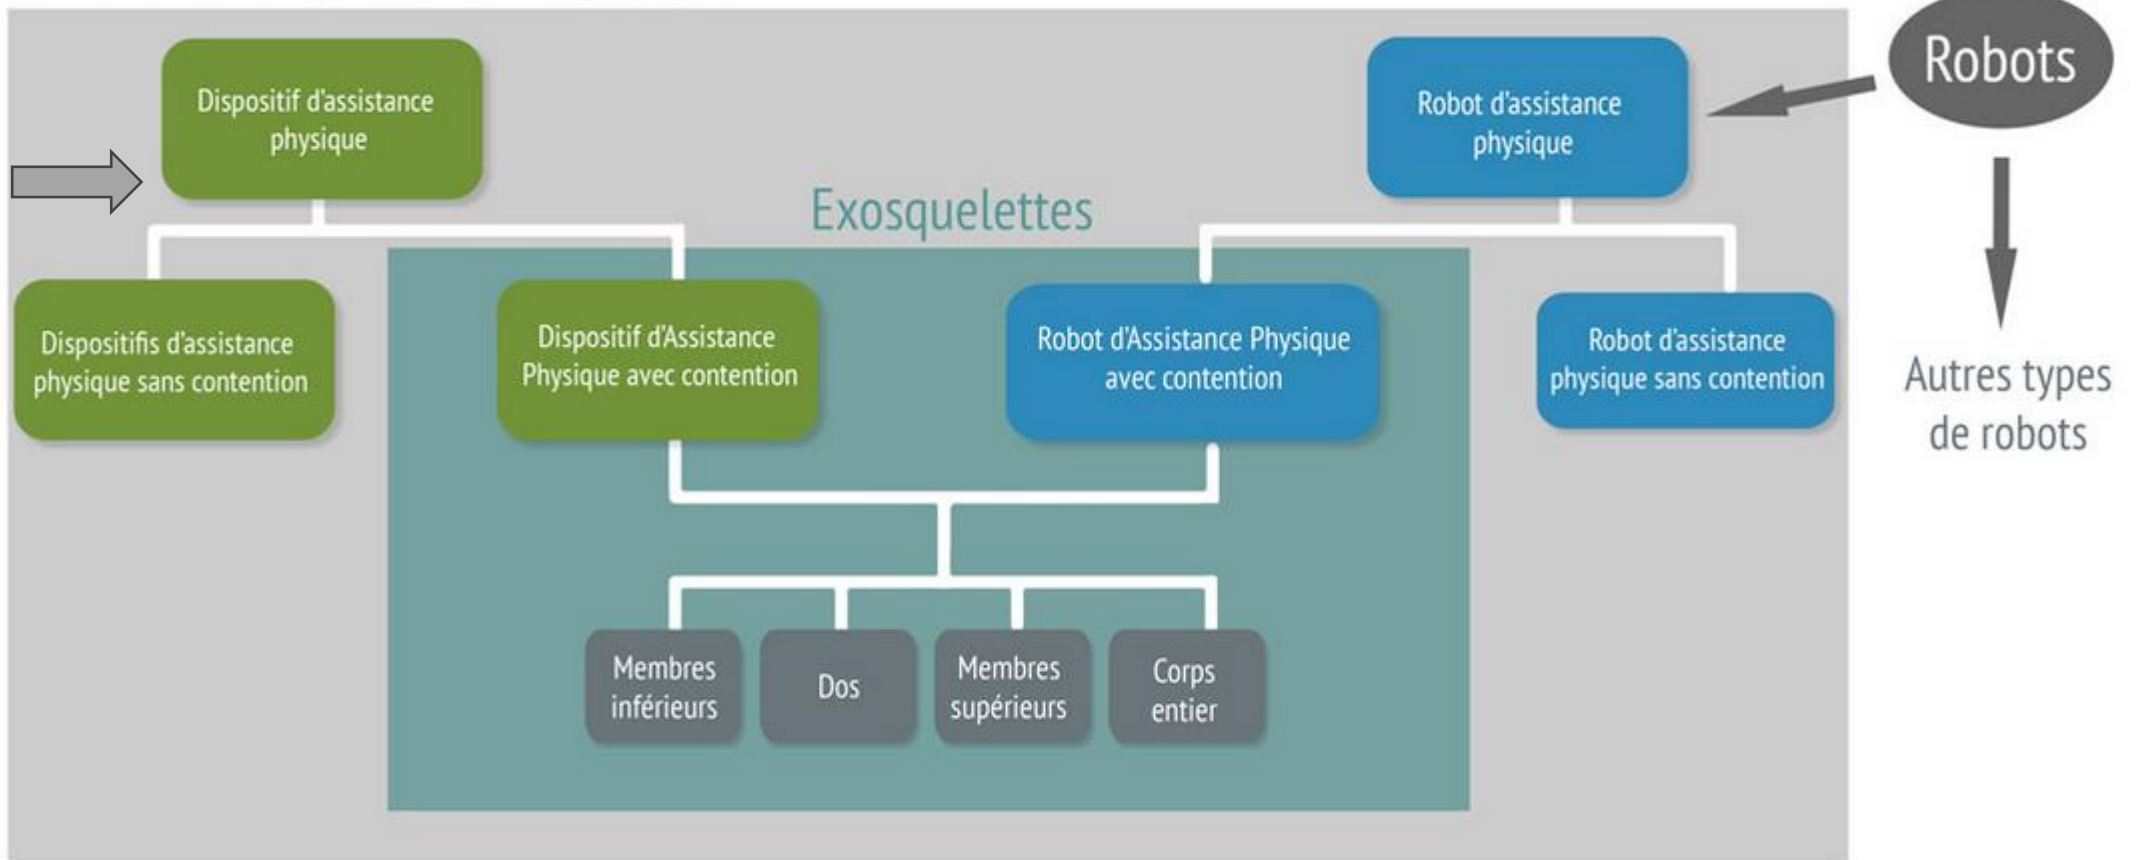 Robots
Dispositif d'assistance
physique
Robot d'assistance
physique
Exosquelettes
Dispositifis d'assistance
physique sans contention
Dispositif d'Assistance
Physique avec contention
Robot d'Assistance Physique
avec contention
Robot d'assistance
physique sans contention
Autres types
de robots
Membres
inférieurs
Dos
Membres
supérieurs
Corps
entier